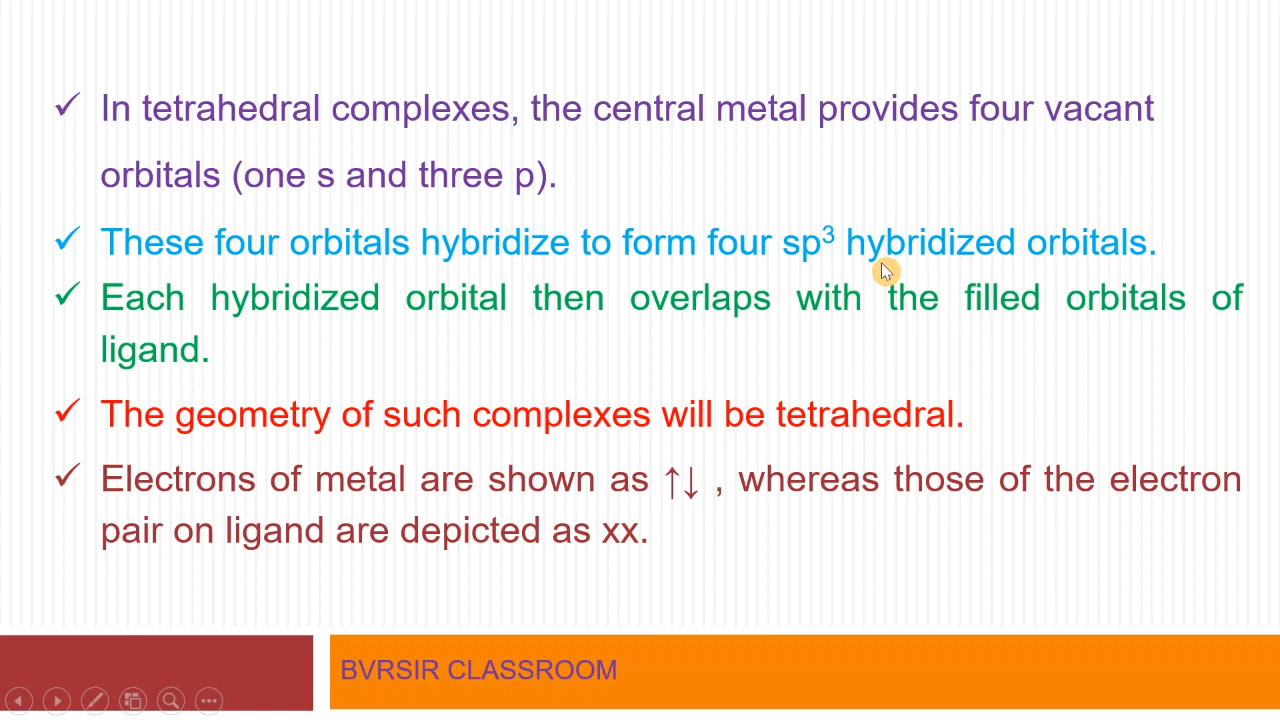 ✓ In tetrahedral complexes, the central metal provides four vacant
orbitals (one s and three p).
✓ These four orbitals hybridize to form four sp³ hybridized orbitals.
✓ Each hybridized orbital then overlaps with the filled orbitals of
ligand.
✓ The geometry of such complexes will be tetrahedral.
✓ Electrons of metal are shown as ↑↓ , whereas those of the electron
pair on ligand are depicted as xx.
BVRSIR CLASSROOM